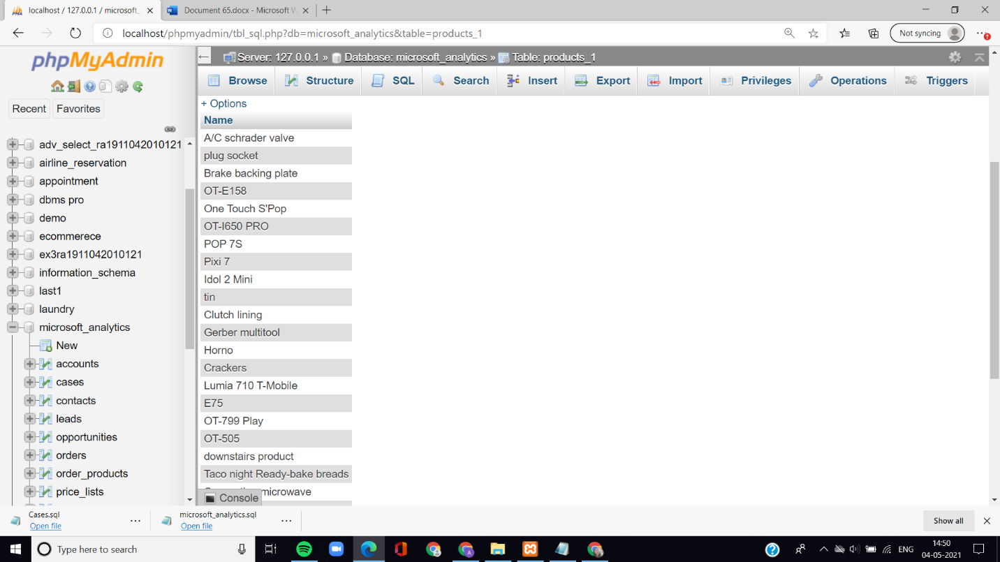 localhost / 127.0.0.1 / microsoft_
Document 65.docx - Microsoft W
localhost/phpmyadmin/tbl_sql.php?db=microsoft_analytics&table=products_1
Not syncing
phpMyAdmin
Recent
Favorites
adv_select_ra1911042010121
airline_reservation
appointment
dbms pro
demo
ecommerece
ex3ra1911042010121
information_schema
last1
laundry
microsoft_analytics
New
accounts
cases
contacts
leads
opportunities
orders
order_products
price_lists
Server: 127.0.0.1 » Database: microsoft_analytics » Table: products_1
Browse Structure SQL Search Insert Export Import Privileges Operations Triggers
+ Options
Name
A/C schrader valve
plug socket
Brake backing plate
OT-E158
One Touch S'Pop
OT-I650 PRO
POP 7S
Pixi 7
Idol 2 Mini
tin
Clutch lining
Gerber multitool
Horno
Crackers
Lumia 710 T-Mobile
E75
OT-799 Play
OT-505
downstairs product
Taco night Ready-bake breads
microwave
Console
Cases.sql
Open file
microsoft_analytics.sql
Open file
Show all
Type here to search
ENG
14:50
04-05-2021